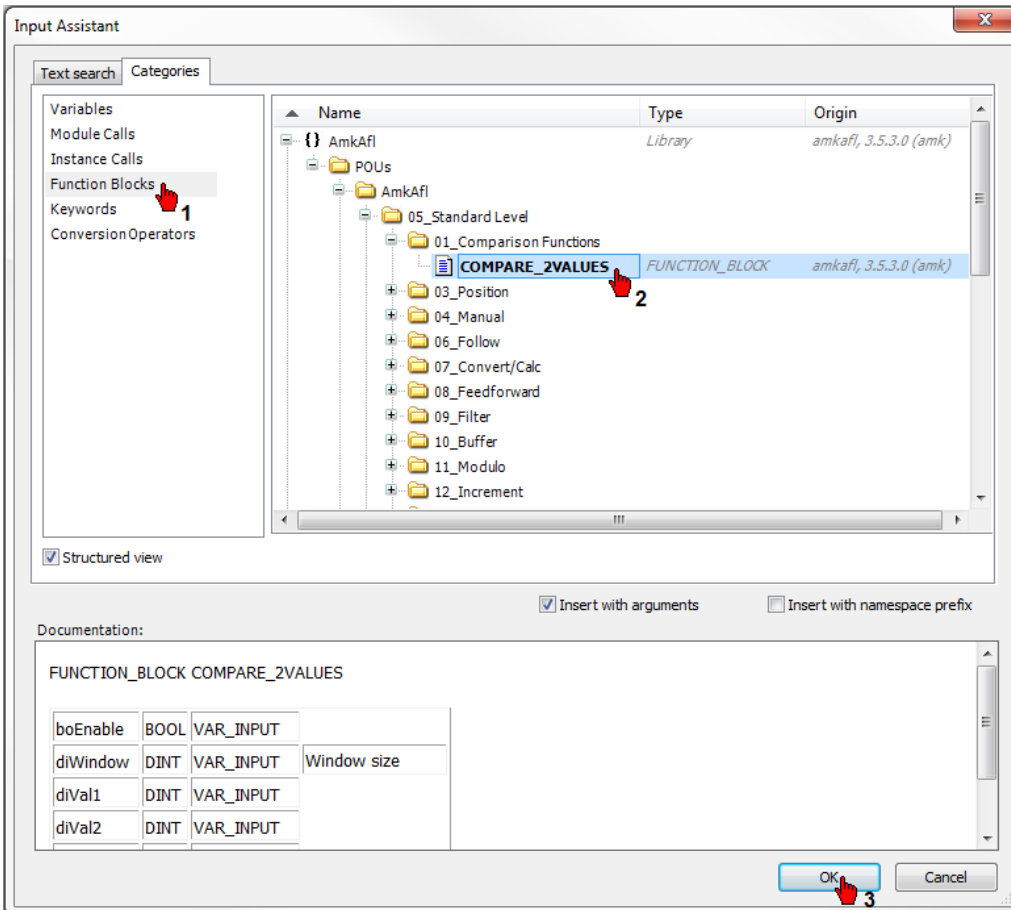 Input Assistant
Text search Categories
Variables
Module Calls
Instance Calls
Function Blocks
1
Keywords
Conversion Operators
Name Type Origin
{} AmkAfl Library amkafl, 3.5.3.0 (amk)
POUs
AmkAfl
05_Standard Level
01_Comparison Functions
COMPARE_2VALUES FUNCTION_BLOCK amkafl, 3.5.3.0 (amk)
2
03_Position
04_Manual
06_Follow
07_Convert/Calc
08_Feedforward
09_Filter
10_Buffer
11_Modulo
12_Increment
Structured view
Insert with arguments Insert with namespace prefix
Documentation:
FUNCTION_BLOCK COMPARE_2VALUES
boEnable BOOL VAR_INPUT
diWindow DINT VAR_INPUT Window size
diVal1 DINT VAR_INPUT
diVal2 DINT VAR_INPUT
OK Cancel
3